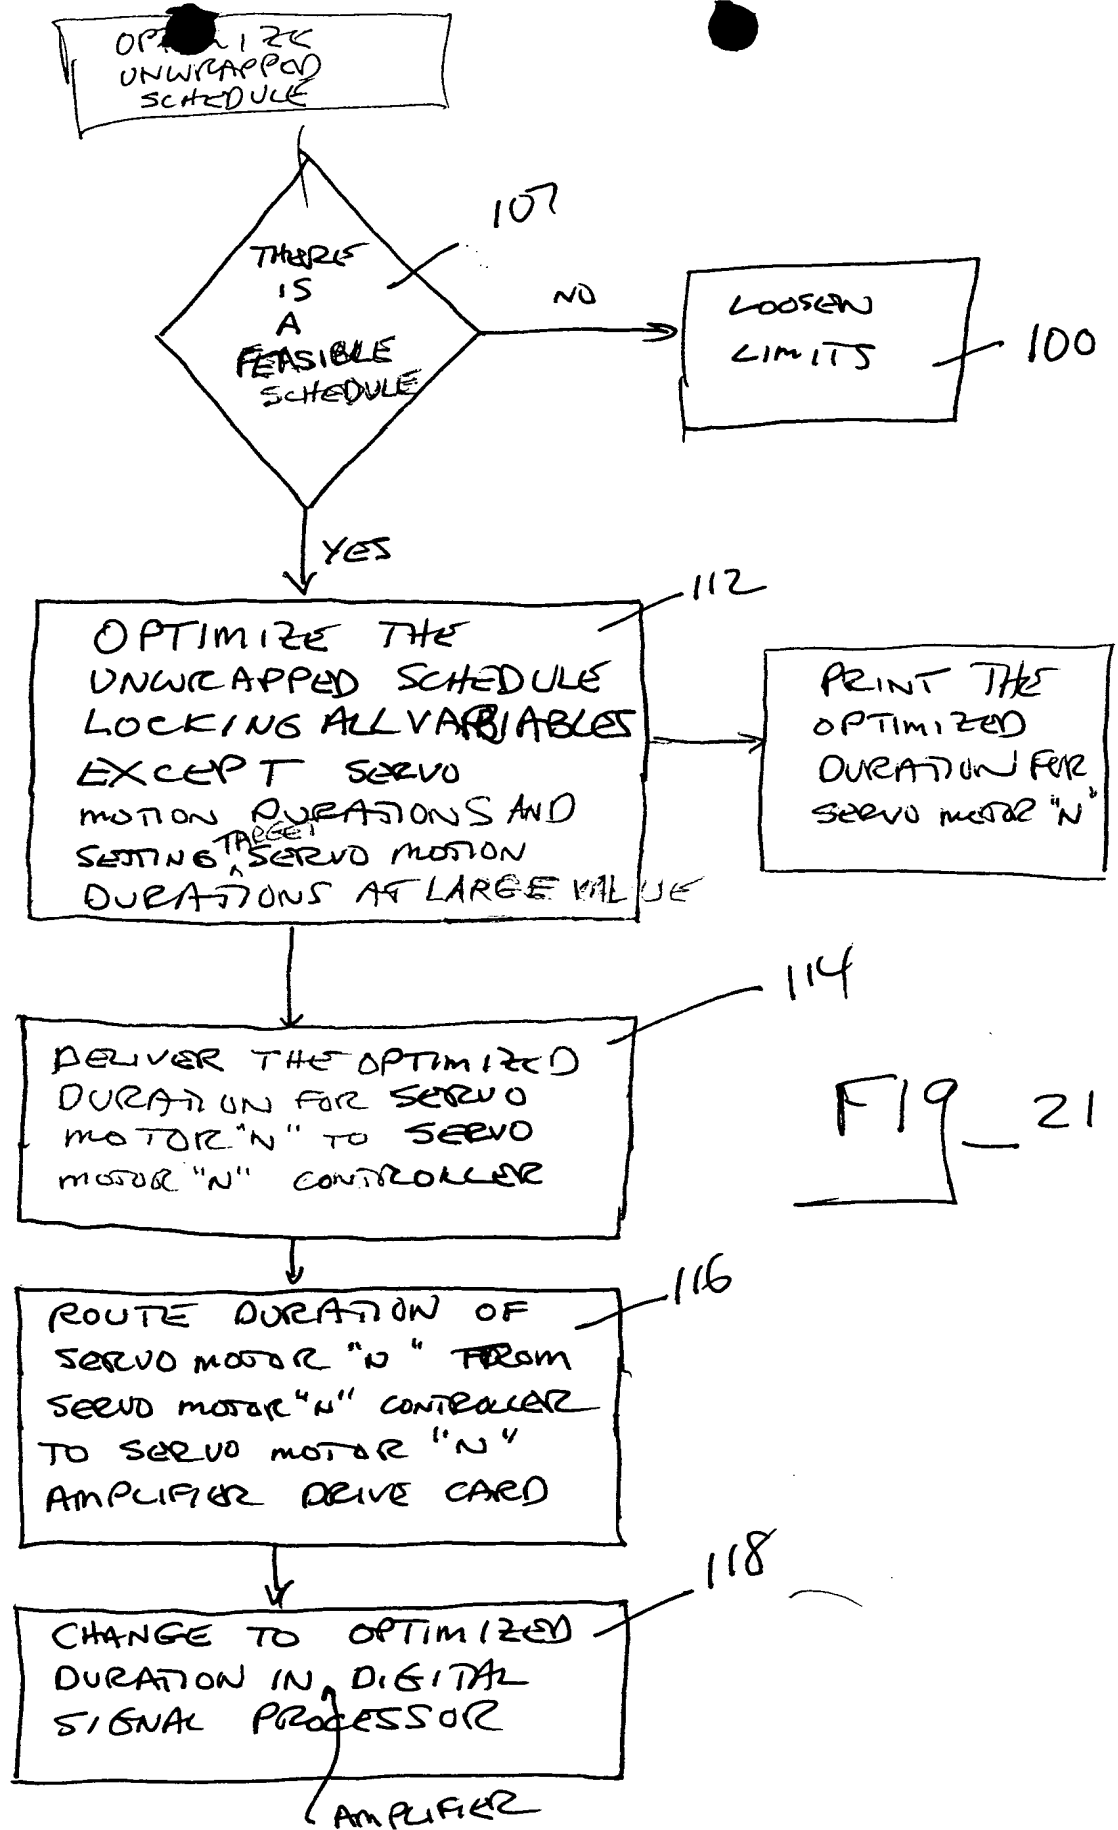 OPTIMIZE
UNWRAPPED
SCHEDULE
107
THERE
IS
A
FEASIBLE
SCHEDULE
NO
LOOSEN
LIMITS
100
YES
112
OPTIMIZE THE
UNWRAPPED SCHEDULE
LOCKING ALL VARIABLES
EXCEPT SERVO
MOTION DURATIONS AND
TARGET
SETTING SERVO MOTION
DURATIONS AT LARGE VALUE
PRINT THE
OPTIMIZED
DURATION FOR
SERVO MOTOR "N"
114
DELIVER THE OPTIMIZED
DURATION FOR SERVO
MOTOR "N" TO SERVO
MOTOR "N" CONTROLLER
FIG_21
116
ROUTE DURATION OF
SERVO MOTOR "N" FROM
SERVO MOTOR "N" CONTROLLER
TO SERVO MOTOR "N"
AMPLIFIER DRIVE CARD
118
CHANGE TO OPTIMIZED
DURATION IN DIGITAL
SIGNAL PROCESSOR
AMPLIFIER